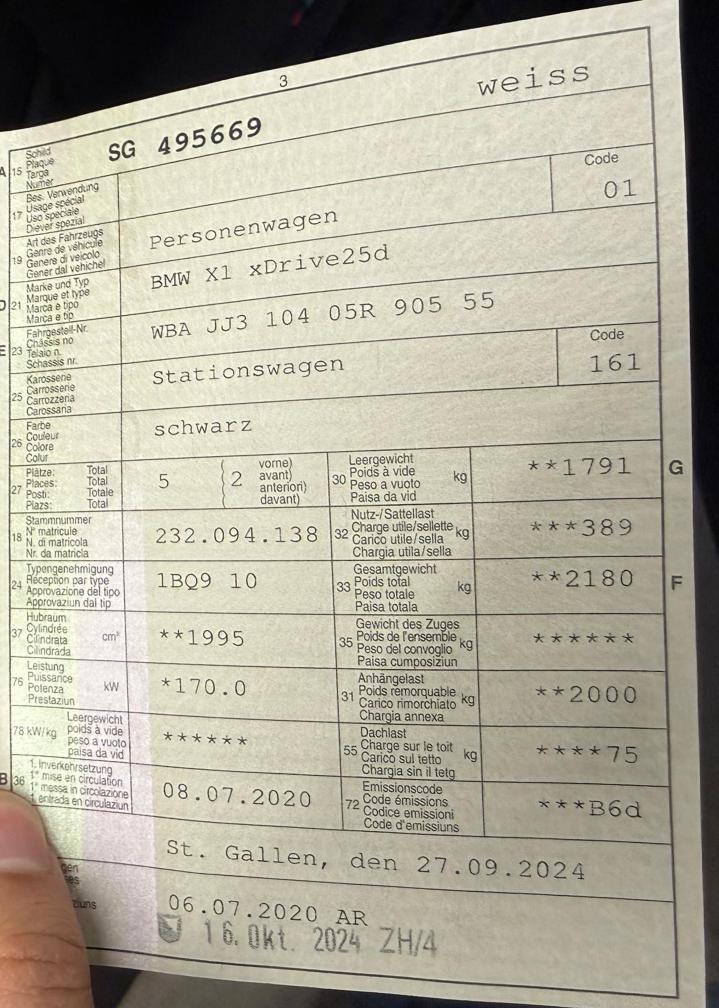 3
weiss
A 15 Schild Plaque Targa Numer SG 495669
17 Bes. Verwendung Usage spécial Uso speciale Diever spezial
19 Art des Fahrzeugs Genre de véhicule Genere di veicolo Gener dal vehichel Personenwagen Code 01
D 21 Marke und Typ Marque et type Marca e tipo Marca e tip BMW X1 xDrive25d
E 23 Fahrgestell-Nr. Châssis no Telaio n. Schassis nr. WBA JJ3 104 05R 905 55
25 Karosserie Carrosserie Carrozzeria Carossaria Stationswagen Code 161
26 Farbe Couleur Colore Colur schwarz
27 Plätze: Total Places: Total Posti: Totale Plazs: Total 5 ( 2 vorne) avant) anteriori) davant) 30 Leergewicht Poids à vide Peso a vuoto Paisa da vid kg **1791 G
18 Stammnummer N° matricule N. di matricola Nr. da matricla 232.094.138 32 Nutz-/Sattellast Charge utile/sellette Carico utile/sella Chargia utila/sella kg ***389
24 Typengenehmigung Réception par type Approvazione del tipo Approvaziun dal tip 1BQ9 10 33 Gesamtgewicht Poids total Peso totale Paisa totala kg **2180 F
37 Hubraum Cylindrée Cilindrata Cilindrada cm³ **1995 35 Gewicht des Zuges Poids de l'ensemble Peso del convoglio Paisa cumposiziun kg ******
76 Leistung Puissance Potenza Prestaziun kW *170.0 31 Anhängelast Poids remorquable Carico rimorchiato Chargia annexa kg **2000
78 kW/kg Leergewicht poids à vide peso a vuoto paisa da vid ****** 55 Dachlast Charge sur le toit Carico sul tetto Chargia sin il tetg kg ****75
B 36 1. Inverkehrsetzung 1re mise en circulation 1a messa in circolazione 1. entrada en circulaziun 08.07.2020 72 Emissionscode Code émissions Codice emissioni Code d'emissiuns ***B6d
St. Gallen, den 27.09.2024
06.07.2020 AR
16. Okt. 2024 ZH/4